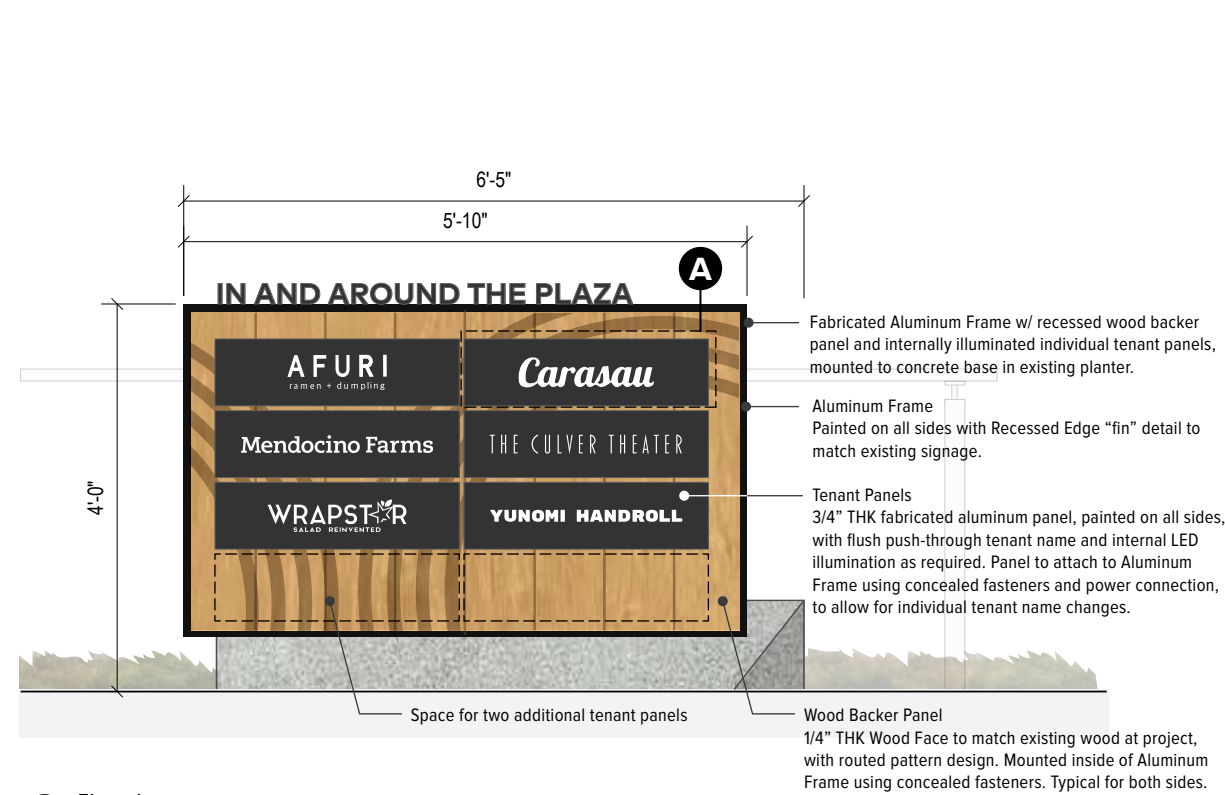 6'-5"
5'-10"
A
IN AND AROUND THE PLAZA
4'-0"
AFURI
ramen + dumpling
Carasau
Mendocino Farms
THE CULVER THEATER
WRAPST R
SALAD REINVENTED
YUNOMI HANDROLL
Fabricated Aluminum Frame w/ recessed wood backer
panel and internally illuminated individual tenant panels,
mounted to concrete base in existing planter.
Aluminum Frame
Painted on all sides with Recessed Edge “fin” detail to
match existing signage.
Tenant Panels
3/4” THK fabricated aluminum panel, painted on all sides,
with flush push-through tenant name and internal LED
illumination as required. Panel to attach to Aluminum
Frame using concealed fasteners and power connection,
to allow for individual tenant name changes.
Space for two additional tenant panels
Wood Backer Panel
1/4” THK Wood Face to match existing wood at project,
with routed pattern design. Mounted inside of Aluminum
Frame using concealed fasteners. Typical for both sides.